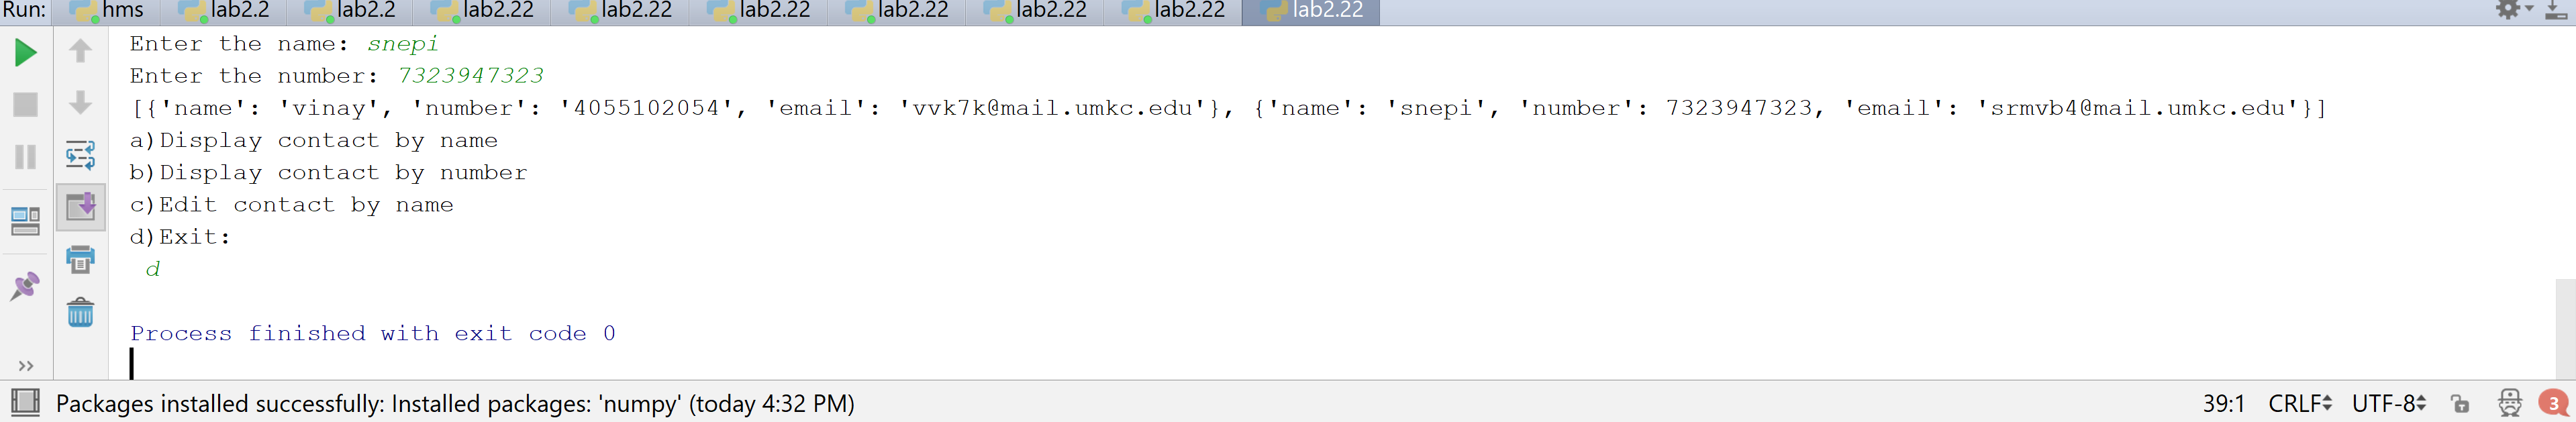 Run: hms lab2.2 lab2.2 lab2.22 lab2.22 lab2.22 lab2.22 lab2.22 lab2.22 lab2.22
Enter the name: snepi
Enter the number: 7323947323
[{'name': 'vinay', 'number': '4055102054', 'email': 'vvk7k@mail.umkc.edu'}, {'name': 'snepi', 'number': 7323947323, 'email': 'srmvb4@mail.umkc.edu'}]
a)Display contact by name
b)Display contact by number
c)Edit contact by name
d)Exit:
d
Process finished with exit code 0
Packages installed successfully: Installed packages: 'numpy' (today 4:32 PM) 39:1 CRLF UTF-8 3